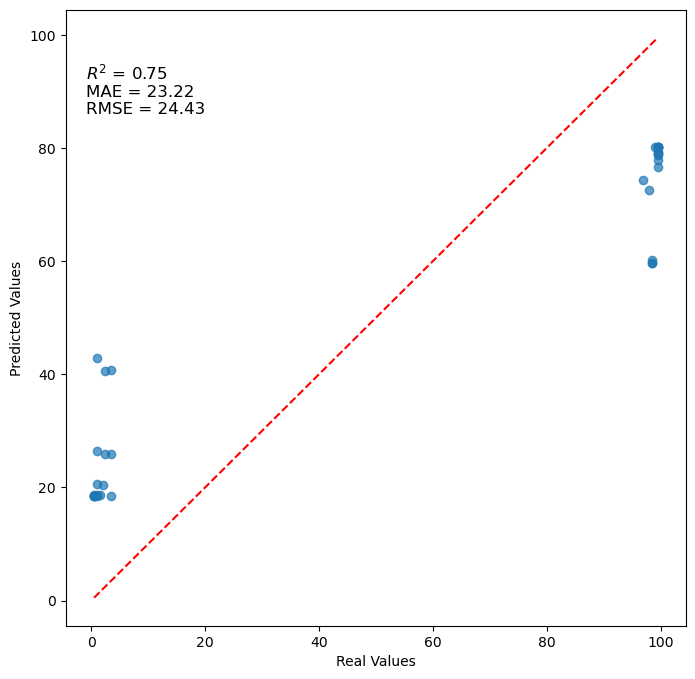 100
R² = 0.75
MAE = 23.22
RMSE = 24.43
80
60
40
20
0
Predicted Values
0 20 40 60 80 100
Real Values